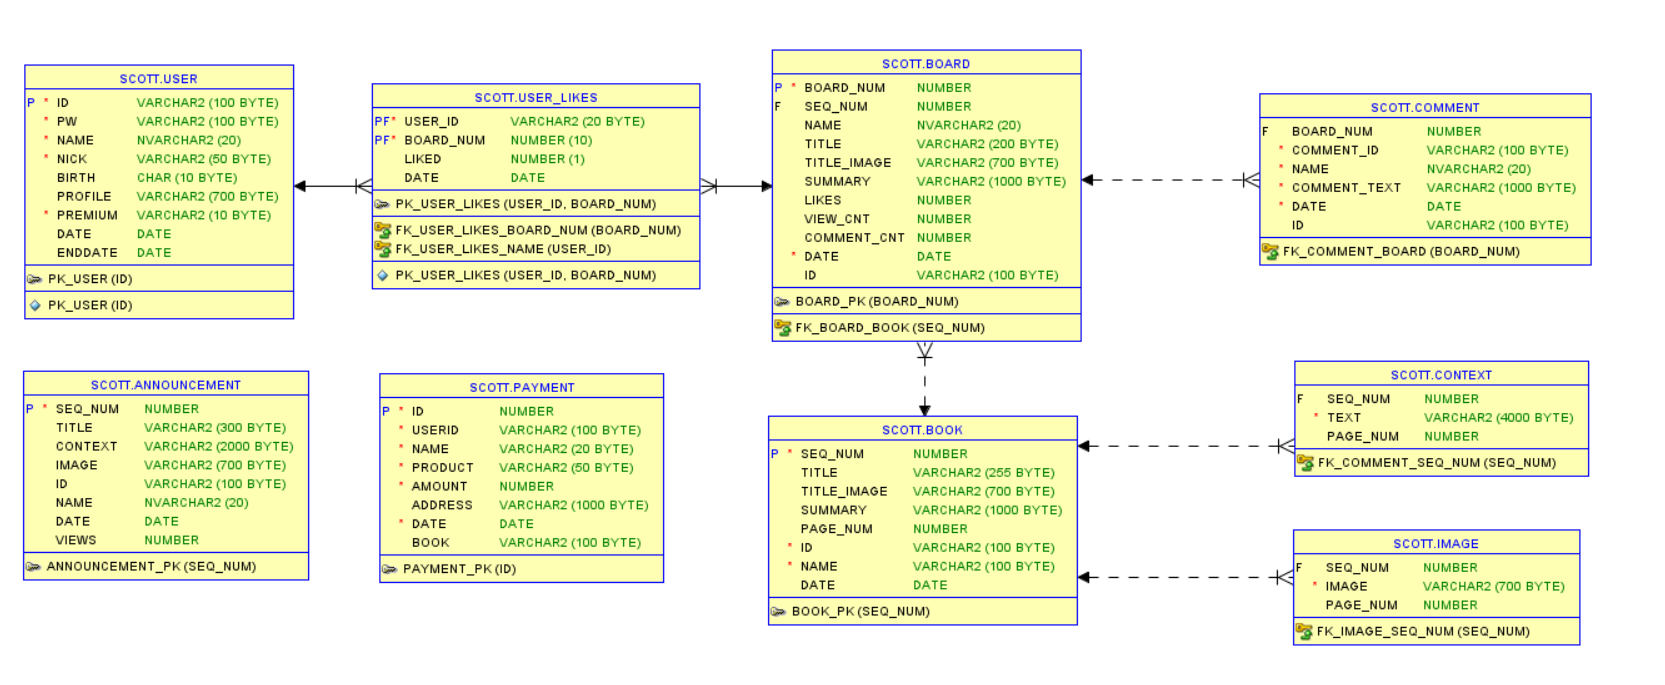 SCOTT.USER
P * ID VARCHAR2 (100 BYTE)
* PW VARCHAR2 (100 BYTE)
* NAME NVARCHAR2 (20)
* NICK VARCHAR2 (50 BYTE)
BIRTH CHAR (10 BYTE)
PROFILE VARCHAR2 (700 BYTE)
* PREMIUM VARCHAR2 (10 BYTE)
DATE DATE
ENDDATE DATE
PK_USER (ID)
PK_USER (ID)
SCOTT.USER_LIKES
PF* USER_ID VARCHAR2 (20 BYTE)
PF* BOARD_NUM NUMBER (10)
LIKED NUMBER (1)
DATE DATE
PK_USER_LIKES (USER_ID, BOARD_NUM)
FK_USER_LIKES_BOARD_NUM (BOARD_NUM)
FK_USER_LIKES_NAME (USER_ID)
PK_USER_LIKES (USER_ID, BOARD_NUM)
SCOTT.BOARD
P * BOARD_NUM NUMBER
F SEQ_NUM NUMBER
NAME NVARCHAR2 (20)
TITLE VARCHAR2 (200 BYTE)
TITLE_IMAGE VARCHAR2 (700 BYTE)
SUMMARY VARCHAR2 (1000 BYTE)
LIKES NUMBER
VIEW_CNT NUMBER
COMMENT_CNT NUMBER
* DATE DATE
ID VARCHAR2 (100 BYTE)
BOARD_PK (BOARD_NUM)
FK_BOARD_BOOK (SEQ_NUM)
SCOTT.COMMENT
F BOARD_NUM NUMBER
* COMMENT_ID VARCHAR2 (100 BYTE)
* NAME NVARCHAR2 (20)
* COMMENT_TEXT VARCHAR2 (1000 BYTE)
* DATE DATE
ID VARCHAR2 (100 BYTE)
FK_COMMENT_BOARD (BOARD_NUM)
SCOTT.ANNOUNCEMENT
P * SEQ_NUM NUMBER
TITLE VARCHAR2 (300 BYTE)
CONTEXT VARCHAR2 (2000 BYTE)
IMAGE VARCHAR2 (700 BYTE)
ID VARCHAR2 (100 BYTE)
NAME NVARCHAR2 (20)
DATE DATE
VIEWS NUMBER
ANNOUNCEMENT_PK (SEQ_NUM)
SCOTT.PAYMENT
P * ID NUMBER
* USERID VARCHAR2 (100 BYTE)
* NAME VARCHAR2 (20 BYTE)
* PRODUCT VARCHAR2 (50 BYTE)
* AMOUNT NUMBER
ADDRESS VARCHAR2 (1000 BYTE)
* DATE DATE
BOOK VARCHAR2 (100 BYTE)
PAYMENT_PK (ID)
SCOTT.BOOK
P * SEQ_NUM NUMBER
TITLE VARCHAR2 (255 BYTE)
TITLE_IMAGE VARCHAR2 (700 BYTE)
SUMMARY VARCHAR2 (1000 BYTE)
PAGE_NUM NUMBER
* ID VARCHAR2 (100 BYTE)
* NAME VARCHAR2 (100 BYTE)
DATE DATE
BOOK_PK (SEQ_NUM)
SCOTT.CONTEXT
F SEQ_NUM NUMBER
* TEXT VARCHAR2 (4000 BYTE)
PAGE_NUM NUMBER
FK_COMMENT_SEQ_NUM (SEQ_NUM)
SCOTT.IMAGE
F SEQ_NUM NUMBER
* IMAGE VARCHAR2 (700 BYTE)
PAGE_NUM NUMBER
FK_IMAGE_SEQ_NUM (SEQ_NUM)